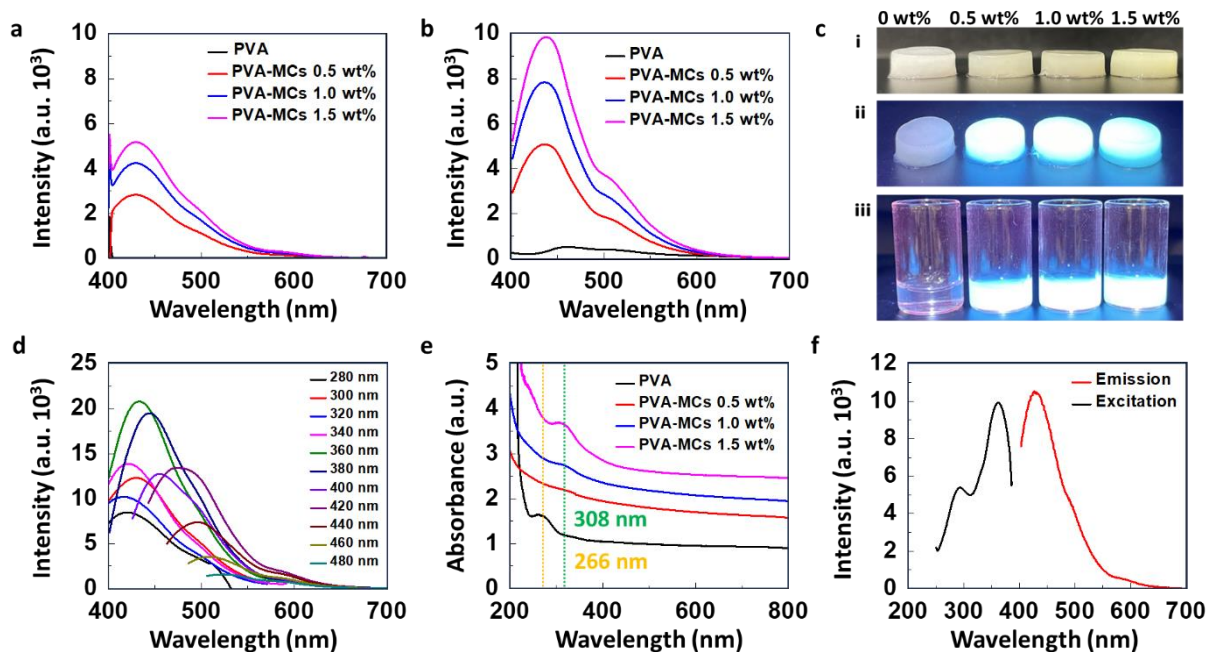 a
Intensity (a.u. 10³)
10
8
6
4
2
0
400 500 600 700
Wavelength (nm)
PVA
PVA-MCs 0.5 wt%
PVA-MCs 1.0 wt%
PVA-MCs 1.5 wt%
b
Intensity (a.u. 10³)
10
8
6
4
2
0
400 500 600 700
Wavelength (nm)
PVA
PVA-MCs 0.5 wt%
PVA-MCs 1.0 wt%
PVA-MCs 1.5 wt%
c
0 wt% 0.5 wt% 1.0 wt% 1.5 wt%
i
ii
iii
d
Intensity (a.u. 10³)
25
20
15
10
5
0
400 500 600 700
Wavelength (nm)
280 nm
300 nm
320 nm
340 nm
360 nm
380 nm
400 nm
420 nm
440 nm
460 nm
480 nm
e
Absorbance (a.u.)
5
4
3
2
1
0
200 400 600 800
Wavelength (nm)
PVA
PVA-MCs 0.5 wt%
PVA-MCs 1.0 wt%
PVA-MCs 1.5 wt%
308 nm
266 nm
f
Intensity (a.u. 10³)
12
10
8
6
4
2
0
200 300 400 500 600 700
Wavelength (nm)
Emission
Excitation